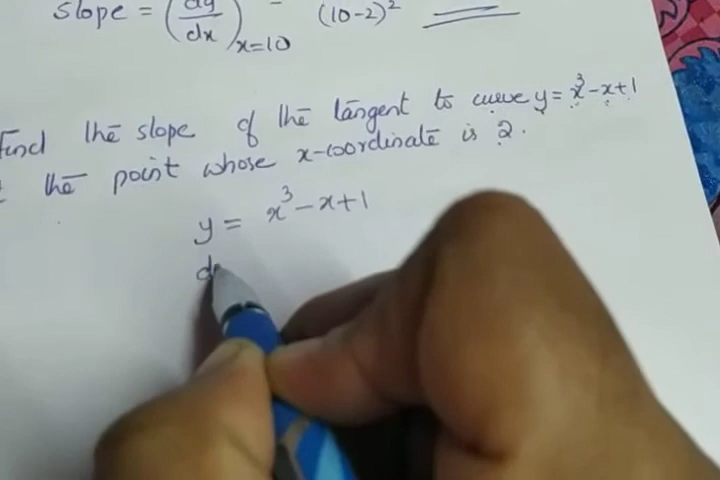 slope = (dy/dx)x=10 = (10-2)²
Find the slope of the tangent to curve y = x³-x+1
the point whose x-coordinate is 2.
y = x³-x+1
d